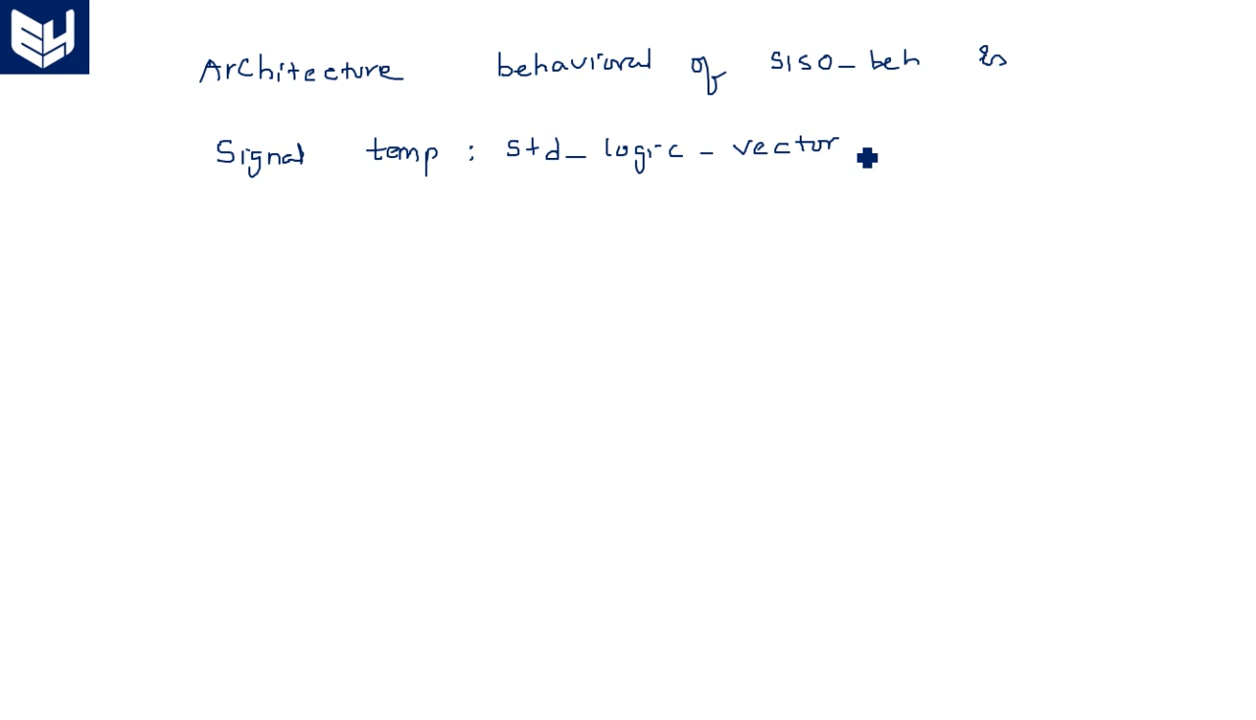 Architecture behavioral of SISO_beh is
Signal temp : std_logic_vector